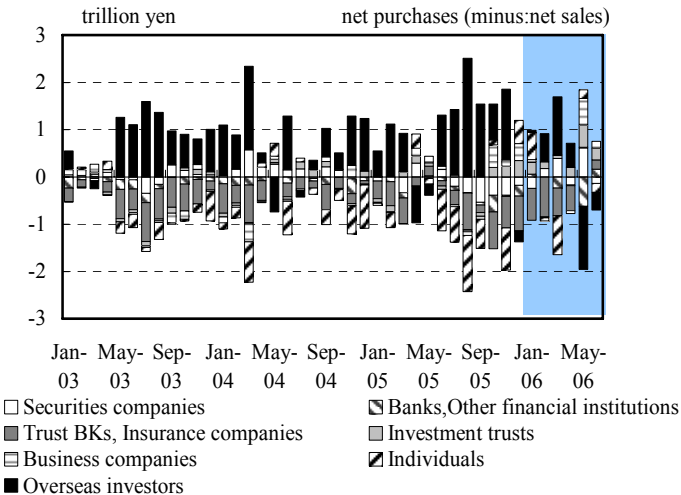 trillion yen net purchases (minus:net sales)
3
2
1
0
-1
-2
-3
Jan- May- Sep- Jan- May- Sep- Jan- May- Sep- Jan- May-
03 03 03 04 04 04 05 05 05 06 06
Securities companies Banks,Other financial institutions
Trust BKs, Insurance companies Investment trusts
Business companies Individuals
Overseas investors